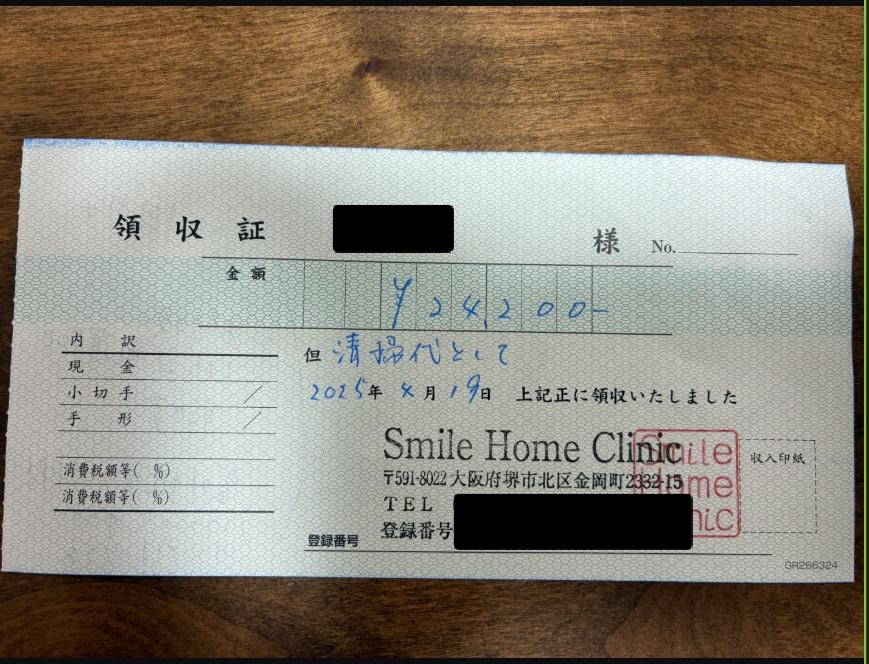 領収証 様 No.
金額 ¥24,200-
但 清掃代として
2025年4月19日 上記正に領収いたしました
内訳
現金
小切手 /
手形 /
消費税額等( %)
消費税額等( %)
Smile Home Clinic
〒591-8022 大阪府堺市北区金岡町2332-15
TEL
登録番号
登録番号
Smile
Home
収入印紙
GR266324